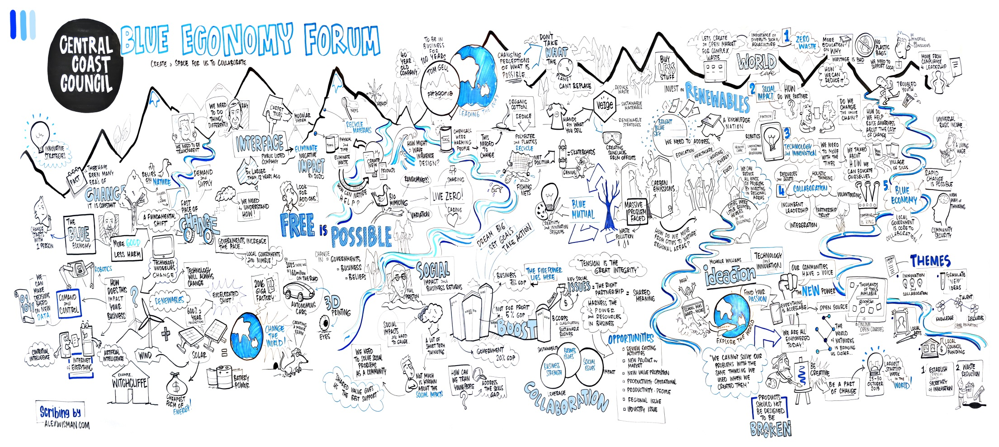 CENTRAL
COAST
COUNCIL
BLUE ECONOMY FORUM
CREATE a SPACE FOR US TO COLLABORATE
INNOVATIVE
STRATEGIES
PAST
THERE HAVE
BEEN MANY
ERA'S OF
CHANGE
IT IS CONSTANT
RELIES
ON NATURE
WE NEED TO BE
TRANSPARENT
WE NEED
TO DO
THINGS
DIFFERENTLY
RAY
DEMAND
and
SUPPLY
CHANGE
STARTS
WITH
1 PERSON
THE
BLUE
ECONOMY
MORE GOOD
LESS HARM
A FUNDAMENTAL
SHIFT
FAST
PACE OF
CHANGE
WE NEED
to UNDERSTAND
HOW!
GOVERNMENTS INCREASE
THE PACE...
LOCAL GOVERNMENTS
are NIMBLE!
TECHNOLOGY
UNDERLIES
CHANGE
TECHNOLOGY
WILL ALWAYS
CHANGE
ROBOTICS
WE
CAN
MAKE
DECISIONS
BASED
ON NEW
DATA
COMAND
and
CONTROL
HOW
DOES THIS
IMPACT
YOUR
BUSINESS
?
CONTEXTUAL
INTELLIGENCE
INTERNET
of EVERYTHING
ARTIFICIAL
INTELLIGENCE
RENEWABLES
EXCELERATED
SHIFT!
600% a
YEAR
PRODUCTION
WIND
SOLAR
EXAMPLE...
WITCHCLIFFE
$
CHEAPEST
FORM OF
ENERGY!
BATTERY
POWER
Scribing by
ALEXWISMAN.COM
CARPET
TILES
MODULAR
SYSTEM
INTERFACE
PUBLIC LISTED
COMPANY
5x LARGER
THAN 12 YEARS AGO
ELIMINATE
NEGATIVE
IMPACT
BY 2020
LOOK
FOR
ADD-ONS!
FREE is
POSSIBLE
NETS
RECYCLE
MATERIALS
HEMP!
TOXIC
PHYSICAL
and
TIME
ELIMINATE
WASTE
CREATE
NEW
PRODUCTS
HOW CAN NATURE
HELP?
BIO
MIMICING
RANDOMNESS
VARIATION
HOW MIGHT
a WAVE
INFLUENCE
DESIGN?
SHARING
LIVE ZERO!
CARING
2016
GIGA
FACTORY
BY
2025 THERE WILL
BE 160 million
ON THE ROAD
AUTONOMOUS
CARS
3D
PRINTING
EYES
CHANGE
THE
WORLD!
CREATING
a MOUSE
BRAIN
CHANGE
IN:
GOVERNMENTS
BUSINESS
BELIEFS
40
YEAR
OLD
COMPANY
TO BE IN
BUSINESS
FOR
100 YEARS
TOM GELL
patagonia
LEADING THE WAY
CHANGING
PERCEPTIONS
OF WHAT IS
POSSIBLE...
DON'T
TAKE
WHAT
THE
PLANET
CANT REPLACE
TOXIC
CHEMICALS
WERE
HARMING
PEOPLE
THIS
NEEDED
TO
CHANGE
ORGANIC
COTTON
REDUCE
POLYESTER
and PLASTICS
RECYCLE
HANDS
ON WHAT
YOU SELL
veige
REDUCE
WASTE
SUSTAINABLE
MATERIALS
RENEWABLE
STRATEGIES
CREATING
SUNGLASSES
FROM OFFCUTS
NET
POSITIVA
FISHING
NETS
SKATEBOARDS
GENIUS
CREATIVITY
and INNOVATION
SESSIONS
BLUE
MUTUAL
DREAM BIG
SET GOALS
TAKE ACTION
PHIL
PRESTON
SOCIAL
IMPACT and
BUSINESS RETURNS
SOCIAL
IMPACTS
are HARD
TO GAUGE...
A LOT OF
SHORT TERM
THINKING
WE NEED
TO SOLVE SOCIAL
PROBLEMS
AS A COMMUNITY
"SHARED VALUE GIVES
US THE BEST SUPPORT"
NOT MUCH
IS KNOWN
ABOUT THE
SOCIAL IMPACTS
HOW CAN
WE TRAIN
YOUNG PEOPLE
?
ADDRESS
THE SKILLS
GAP
BUSINESS
70% GDP
THE FIREPOWER
LIES HERE
NOT FOR PROFIT
5% GDP
NEEDS a
BOOST
GOVERNMENT
20% GDP
"TENSION IS THE
GREAT INTEGRITY"
KEY SOCIAL
ISSUES
BUSINESS
$
= THE RIGHT
PARTNERSHIP = SHARED
MEANING
HARNESS THE
POWER
and RESOURCES
IN BUSINESS
B CORPS
A CLASSIFICATION
SUSTAINABLE
BUSINESS
SUSTAINABILITY
BUSINESS
ISSUES
BUSINESS
STRENGTH
SOCIAL
ISSUES
IMPACT
LEVERAGE
COLLABORATION
OPPORTUNITIES
REVIEW EXISTING
ACTIVITIES
NEW PRODUCT or
MARKET
NEW VALUE PROPOSITION
PRODUCTIVITY - OPERATIONAL
PRODUCTIVITY - PEOPLE
REGIONAL ISSUE
INDUSTRY ISSUE
BUY
LESS
STUFF
INVEST in RENEWABLES
BRIGHT
BLUE
SKY
A KNOWLEDGE
NATION
WE NEED TO ADDRESS...
EDUCATION
HEALTHCARE
HOUSING
ENERGY
FOOD
CARBON
EMISSIONS
MASSIVE
PROBLEM
FACED
WASTE
POLLUTION
HOW DO WE MOVE
FROM CITIES TO NATURE
REGIONAL AREAS?
WE CAN
REDUCE
ALL KINDS
OF PROBLEMS
BY INVESTING
IN REGIONAL
AREAS
CITIES WERE
LITTLE COUNTRY
HOUSES
IN THE
BEGINING
LETS CREATE
an OPEN MARKET
FOR COMPLEX
WASTE
WORLD
cafe
IMPORTANCE OF
DIVERSITY SUCH AS
AQUACULTURE
1 ZERO
WASTE
MORE
EDUCATION
ON WHY
WASTAGE IS BAD
HOW
WE CAN
REDUCE IT!
NO
PLASTIC
BAGS
WE NEED TO
SUPPORT LOCAL
BE
MINDFUL
BE
CONSCIOUS
MOVE FROM
COMPLIANCE
to LEADERSHIP
2 SOCIAL
IMPACT
HOW
DO WE PARTNER
?
DO WE
CHANGE
THE VALUE
CHAIN?
TROUBLED
YOUTH
HOW DO
WE HELP
RAISE AWARENESS
ABOUT THE COST
OF CHANGE
UNIVERSAL
BASIC INCOME
A LIVING
WAGE
FINTECH!
ROBOTICS
HEALTH
CARE
UNDERSTAND
YOUR
PROFESSION
3
TECHNOLOGY
and INNOVATION
WE NEED
TO MOVE
WITH THE
TIMES
WE TALKED
ABOUT
HOW WE
CAN EDUCATE
OURSELVES
BREAK
DOWN
THE
VILLAGE
OF SILOS
RESOURCES
and ASSETS
HOLISTIC
THINKING
4 COLLABORATION
VOLUNTEERING
INCUMBENT
LEADERSHIP
PARTNERSHIP
TRUST
INTERGRATION
COMMUNICATION
IS KING
5. BLUE
ECONOMY
RAPID
CHANGE
IS POSSIBLE
NEW
WAY OF
THINKING
LOCAL
GOVERNMENT
IS CORE TO
COLLABORATION!
COMMUNITY
SECURITY
MICHELLE WILLIAMS
ideaction
TECHNOLOGY
and
INNOVATION
ARGH!
SCHOOL WAS
HARD - FOCUS!
FIND YOUR
PASSION
EXPLORE THE WORLD
"WE CANNOT SOLVE OUR
PROBLEMS WITH THE
SAME THINKING WE
USED WHEN WE
CREATED THEM"
OUR COMMUNITIES
HAVE a VOICE
THE NEW POWER
EVERYTHING
IS ACCESSABLE
OPEN SOURCE
WE ARE ALL
EMPOWERED
TODAY!
THE
WORLD
of NETWORKS
IS BRINGING
US CLOSER...
THOUSANDS
OF TOOLS
AVAILABLE
google
ONLINE
OPEN COURSES
BE
CREATIVE
BE A PART
OF CHANGE
23-30
OCTOBER
2015
LARGEST
STARTUP
WEEK
IN THE
WORLD!
PRODUCTS
SHOULD NOT
BE DESIGNED
TO BE
BROKEN
CONTACT
LIST
THEMES
INNOVATION
and
COLLABORATION
FORMULATE
"NEW"
IDEAS
TALENT
KNOWLEDGE
RESOURCES
CROSS POLINATION
LOCAL
ARTS
$
LOCAL
COUNCIL
FUNDING
1. ESTABLISH
CENTRAL
COAST
SECRETARY
of INNOVATION
2. WASTE
REDUCTION